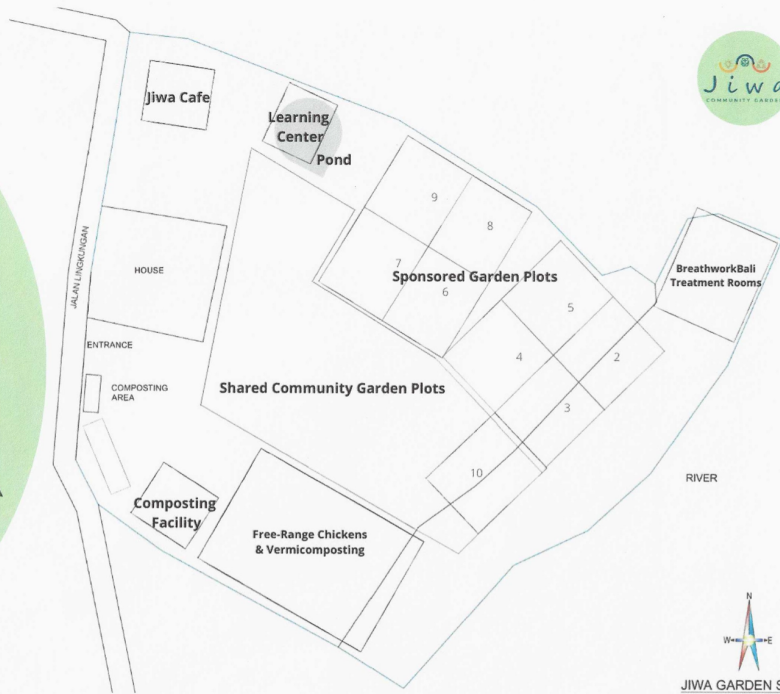 Jiwa
COMMUNITY GARDEN
Jiwa Cafe
Learning
Center
Pond
9
8
7
6
Sponsored Garden Plots
BreathworkBali
Treatment Rooms
5
4
2
3
10
JALAN LINGKUNGAN
HOUSE
ENTRANCE
COMPOSTING
AREA
Shared Community Garden Plots
Composting
Facility
Free-Range Chickens
& Vermicomposting
RIVER
N
W
E
JIWA GARDEN S